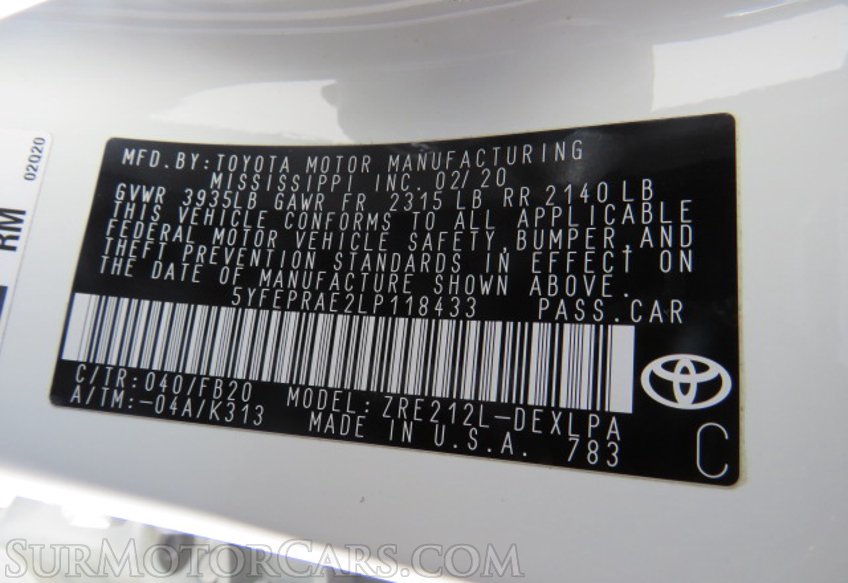 MFD.BY:TOYOTA MOTOR MANUFACTURING
MISSISSIPPI INC. 02/20
GVWR 3935LB GAWR FR 2315 LB RR 2140 LB
THIS VEHICLE CONFORMS TO ALL APPLICABLE
FEDERAL MOTOR VEHICLE SAFETY,BUMPER,AND
THEFT PREVENTION STANDARDS IN EFFECT ON
THE DATE OF MANUFACTURE SHOWN ABOVE.
5YFEPRAE2LP118433 PASS.CAR
C/TR: 040/FB20 MODEL: ZRE212L-DEXLPA
A/TM:-04A/K313 MADE IN U.S.A. 783
C
02Q20
RM
SurMotorCars.com